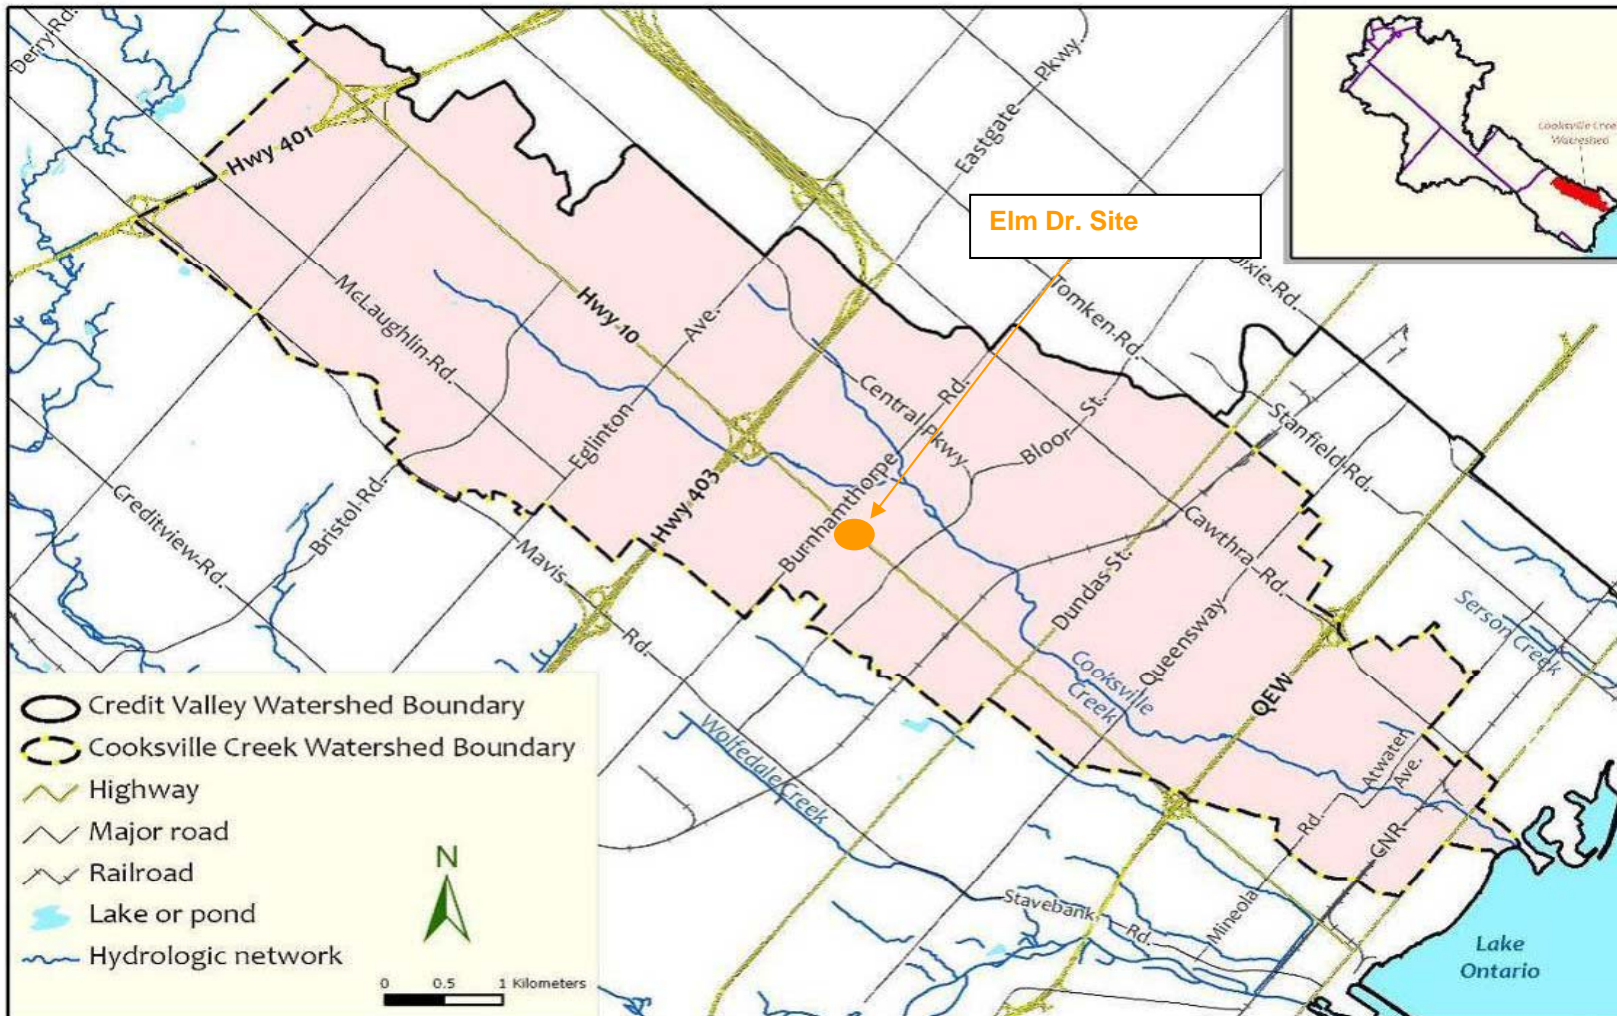 Derry Rd.
Hwy 401
Eastgate Pkwy
Cooksville Creek
Watershed
Elm Dr. Site
Dixie Rd.
Tomken Rd.
McLaughlin Rd.
Hwy 10
Eglinton Ave.
Central Pkwy
Burnhamthorpe Rd.
Bloor St.
Stanfield Rd.
Creditview Rd.
Bristol Rd.
Hwy 403
Mavis Rd.
Cawthra Rd.
Dundas St.
Queensway
Serson
Creek
Cooksville
Creek
QEW
Wolfedale Creek
Atwater
Ave.
GNR
Mineola Rd.
Stavebank Rd.
Lake
Ontario
Credit Valley Watershed Boundary
Cooksville Creek Watershed Boundary
Highway
Major road
Railroad
Lake or pond
Hydrologic network
N
0 0.5 1 Kilometers